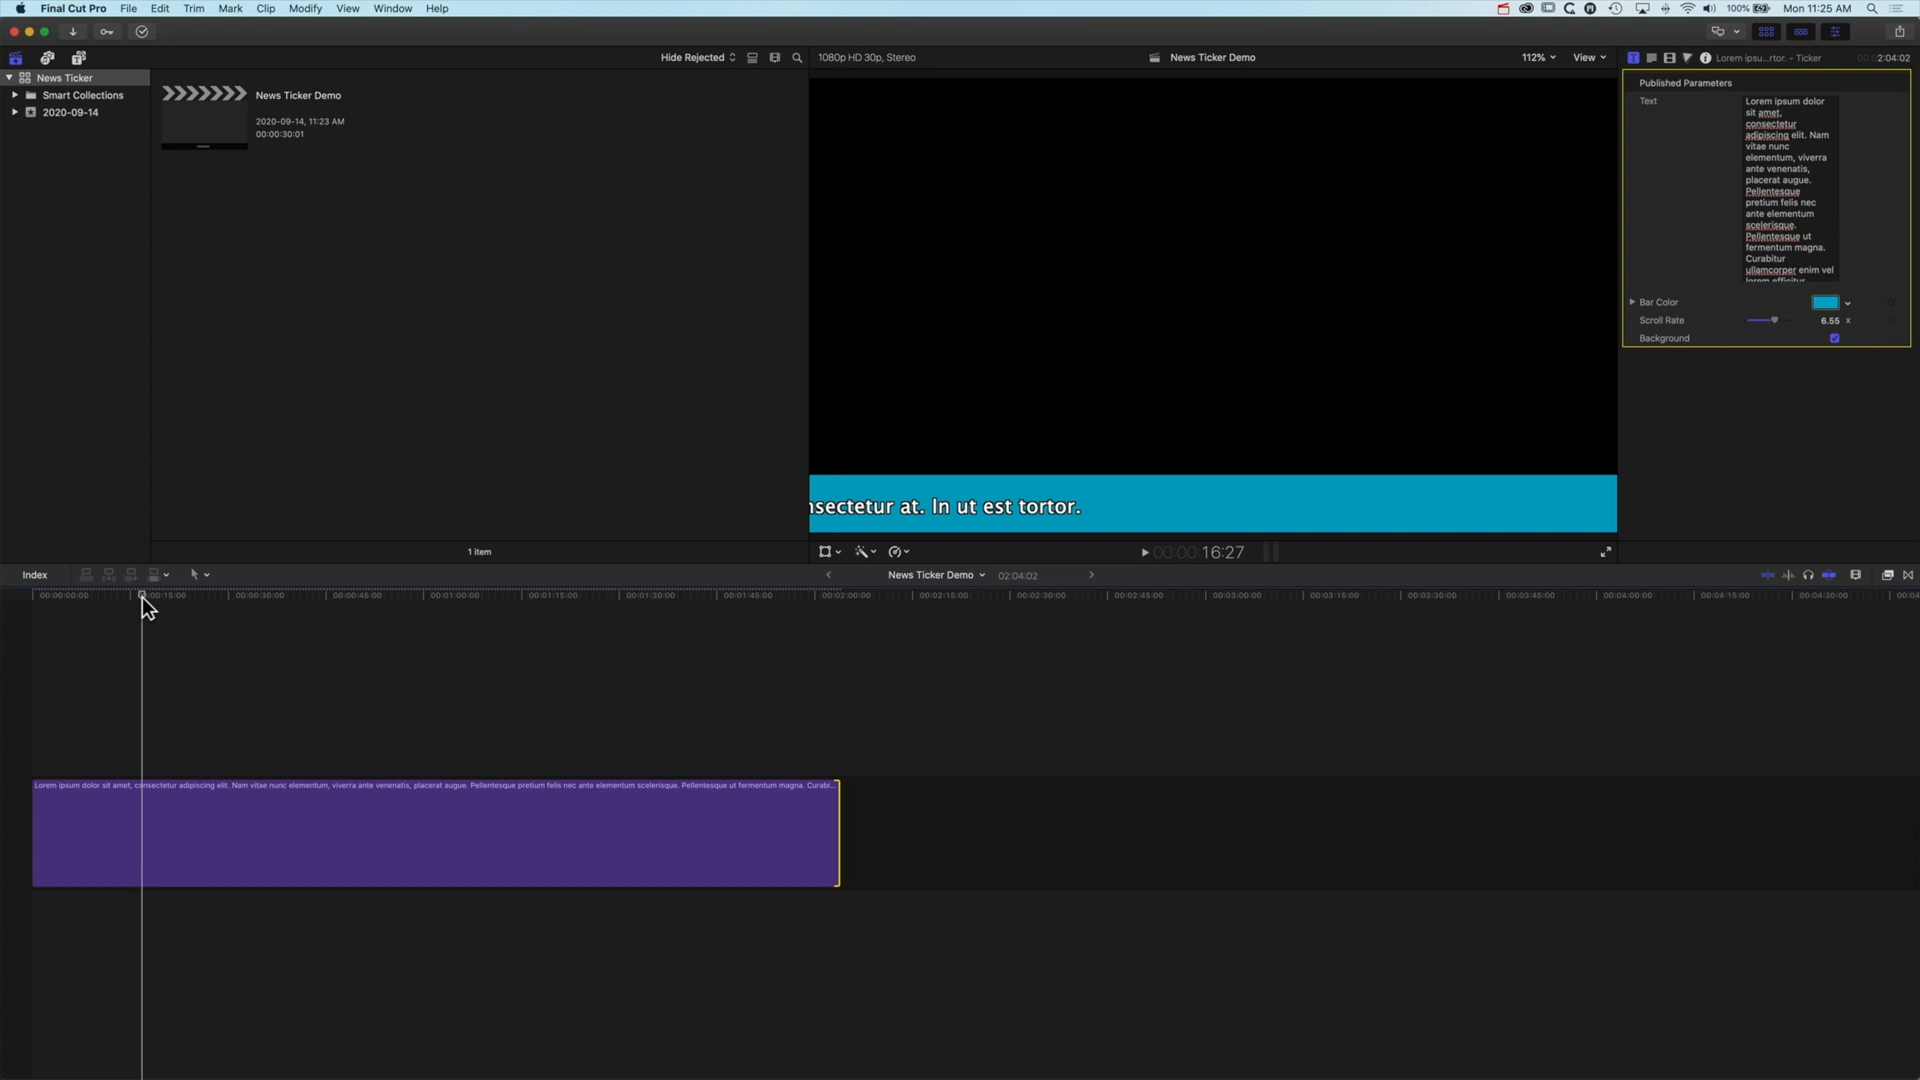 Final Cut Pro File Edit Trim Mark Clip Modify View Window Help
100% Mon 11:25 AM
Hide Rejected
1080p HD 30p, Stereo
News Ticker Demo
112%
View
Lorem ipsu...rtor. - Ticker
2:04:02
News Ticker
Smart Collections
2020-09-14
News Ticker Demo
2020-09-14, 11:23 AM
00:00:30:01
Published Parameters
Text
Lorem ipsum dolor
sit amet,
consectetur
adipiscing elit. Nam
vitae nunc
elementum, viverra
ante venenatis,
placerat augue.
Pellentesque
pretium felis nec
ante elementum
scelerisque.
Pellentesque ut
fermentum magna.
Curabitur
ullamcorper enim vel
lorem efficitur
Bar Color
Scroll Rate 6.55 x
Background
nsectetur at. In ut est tortor.
1 item
00:00 16:27
Index
News Ticker Demo 02:04:02
00:00:00:00 00:00:15:00 00:00:30:00 00:00:45:00 00:01:00:00 00:01:15:00 00:01:30:00 00:01:45:00 00:02:00:00 00:02:15:00 00:02:30:00 00:02:45:00 00:03:00:00 00:03:15:00 00:03:30:00 00:03:45:00 00:04:00:00 00:04:15:00 00:04:30:00 00:04
Lorem ipsum dolor sit amet, consectetur adipiscing elit. Nam vitae nunc elementum, viverra ante venenatis, placerat augue. Pellentesque pretium felis nec ante elementum scelerisque. Pellentesque ut fermentum magna. Curabi...